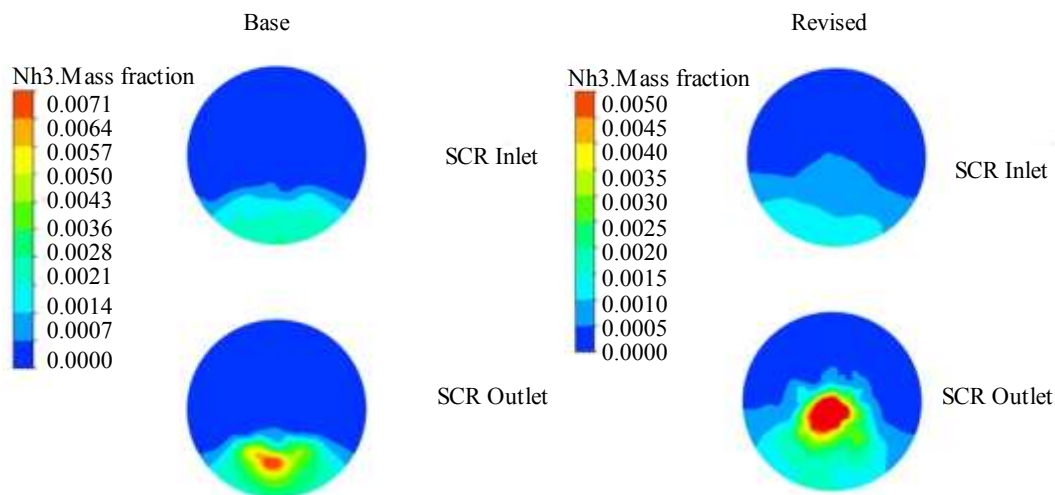 Base
Nh3.Mass fraction
0.0071
0.0064
0.0057
0.0050
0.0043
0.0036
0.0028
0.0021
0.0014
0.0007
0.0000
SCR Inlet
SCR Outlet
Revised
Nh3.Mass fraction
0.0050
0.0045
0.0040
0.0035
0.0030
0.0025
0.0020
0.0015
0.0010
0.0005
0.0000
SCR Inlet
SCR Outlet